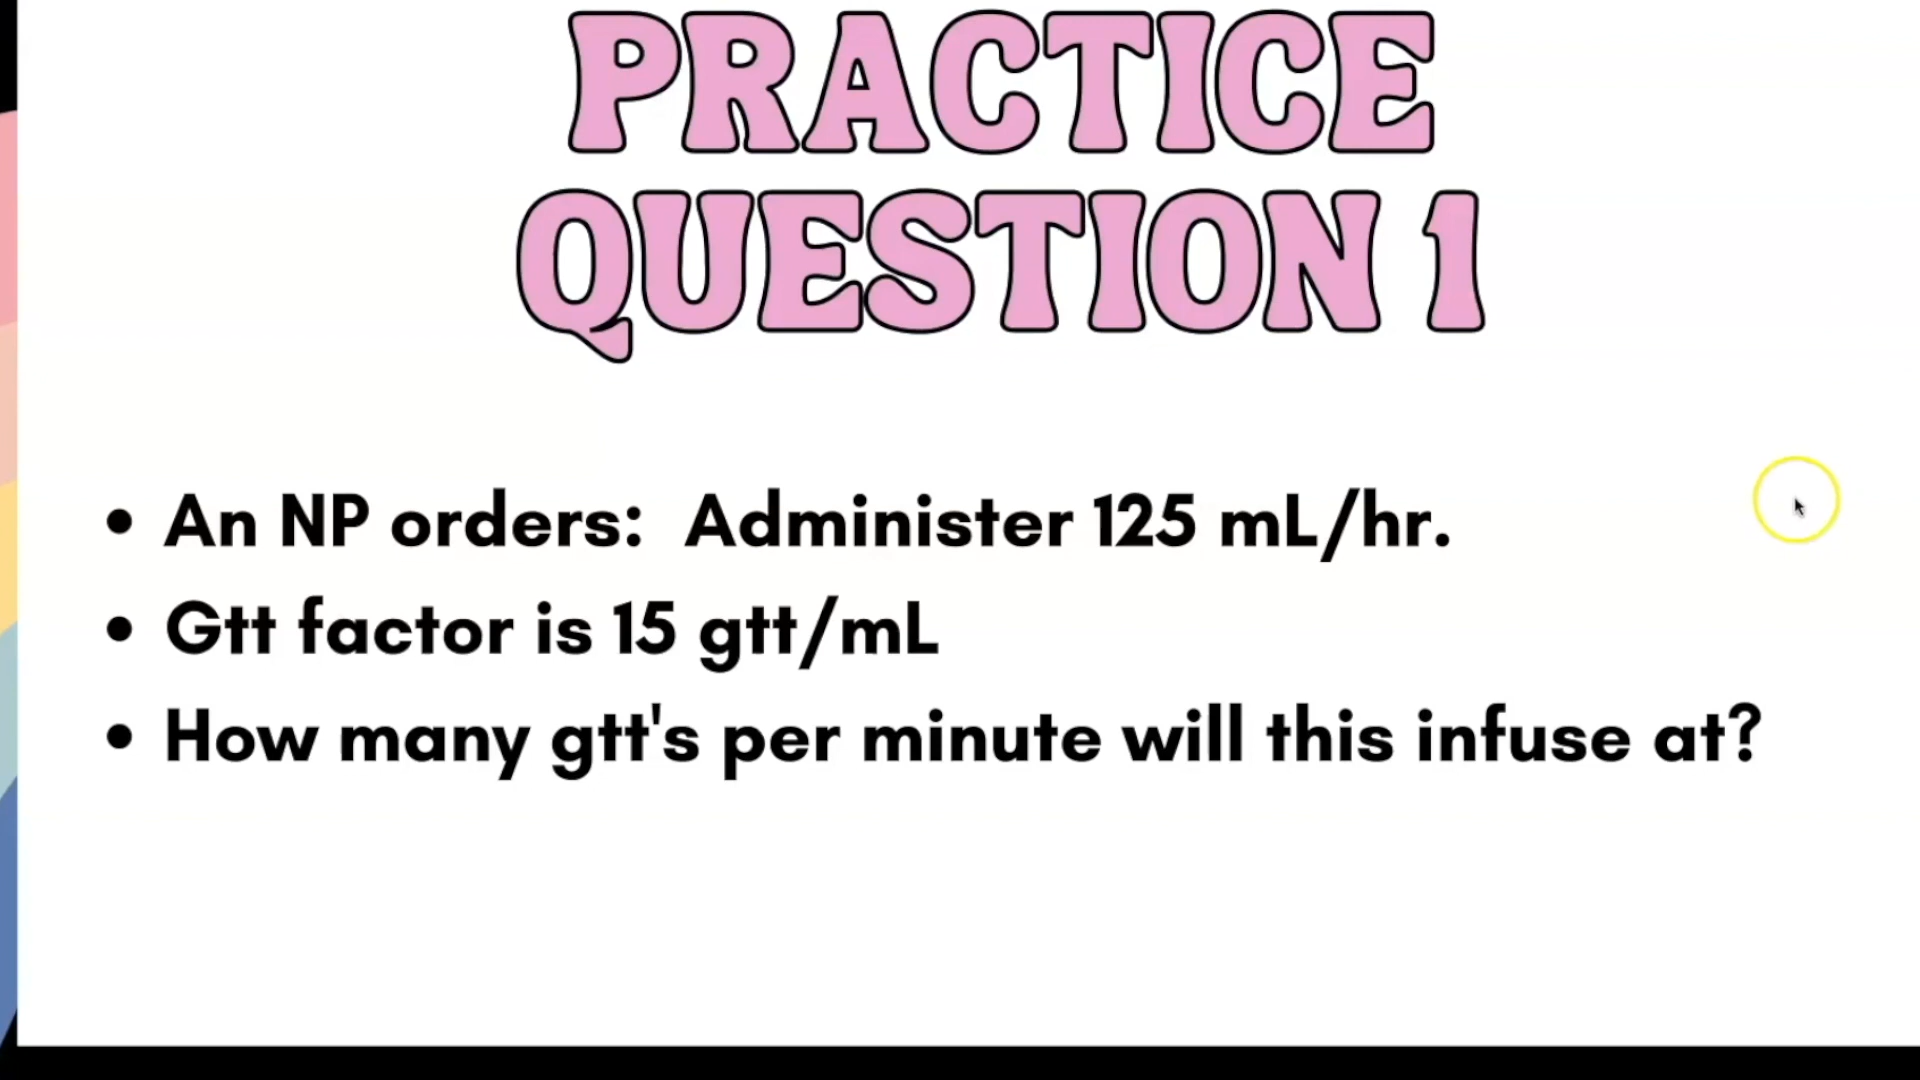 PRACTICE
QUESTION 1
• An NP orders: Administer 125 mL/hr.
• Gtt factor is 15 gtt/mL
• How many gtt's per minute will this infuse at?